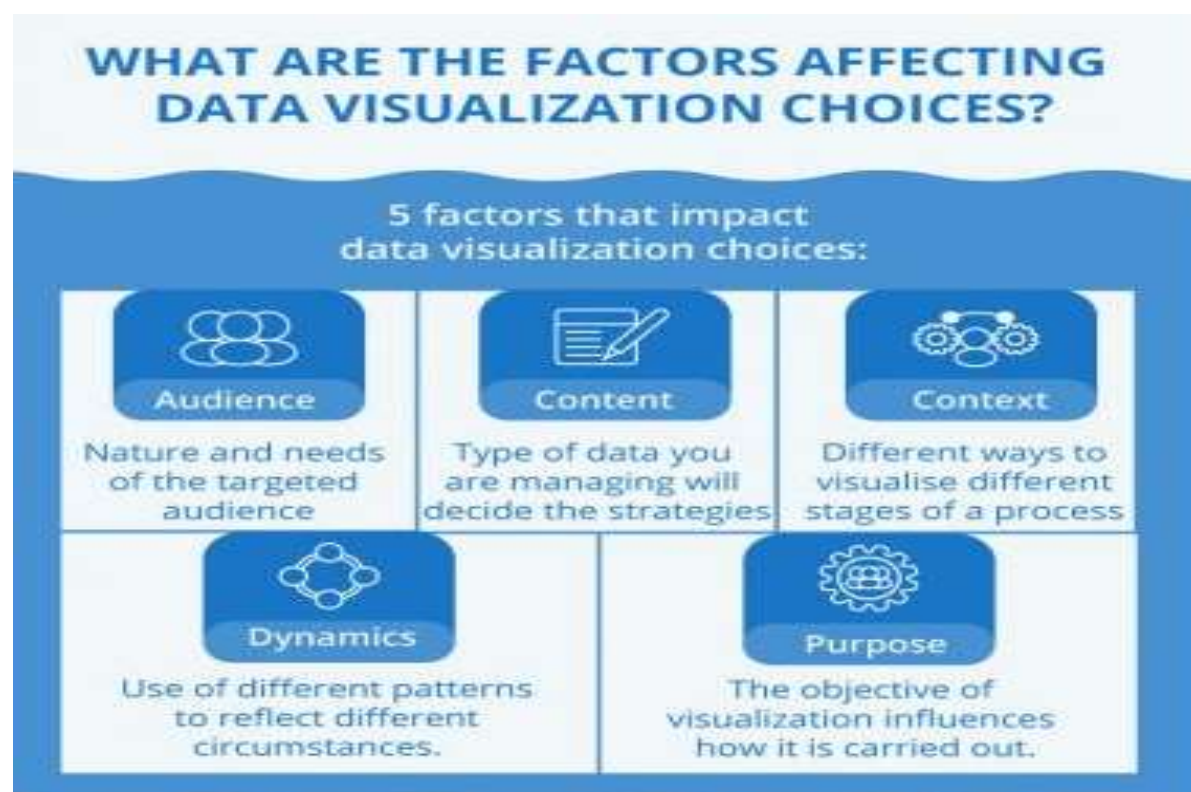 WHAT ARE THE FACTORS AFFECTING
DATA VISUALIZATION CHOICES?
5 factors that impact
data visualization choices:
Audience
Nature and needs
of the targeted
audience
Content
Type of data you
are managing will
decide the strategies
Context
Different ways to
visualise different
stages of a process
Dynamics
Use of different patterns
to reflect different
circumstances.
Purpose
The objective of
visualization influences
how it is carried out.